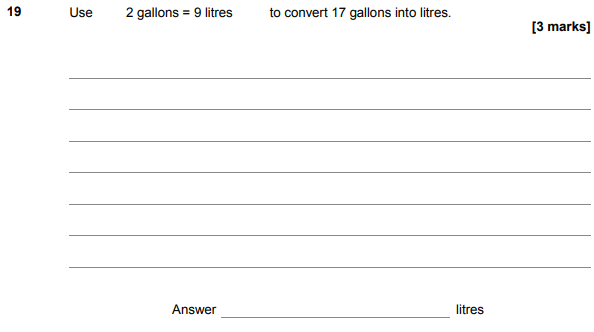 19 Use 2 gallons = 9 litres to convert 17 gallons into litres.
[3 marks]
Answer litres